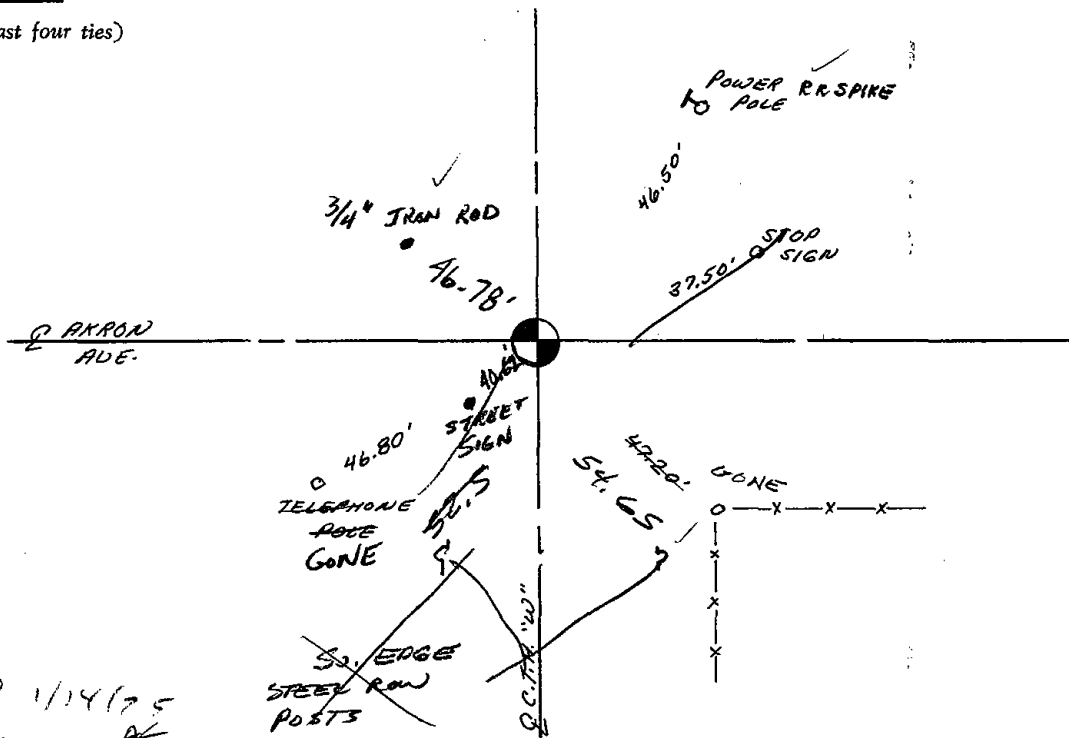 ast four ties)
POWER RR SPIKE
POLE
46.50'
3/4" IRON ROD
46.78'
STOP
SIGN
37.50'
℄ AKRON
AVE.
40.62'
STREET
SIGN
46.80'
TELEPHONE
POLE
GONE
47.20'
54.65
GONE
So. EDGE
STEEL ROW
POSTS
℄ C.T.H. "W"
1/14/75